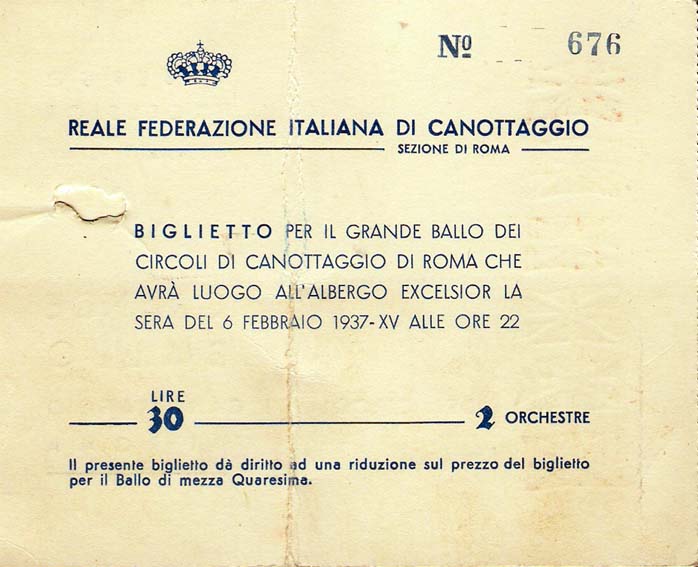 Nº 676
REALE FEDERAZIONE ITALIANA DI CANOTTAGGIO
SEZIONE DI ROMA
BIGLIETTO PER IL GRANDE BALLO DEI
CIRCOLI DI CANOTTAGGIO DI ROMA CHE
AVRÀ LUOGO ALL'ALBERGO EXCELSIOR LA
SERA DEL 6 FEBBRAIO 1937-XV ALLE ORE 22
LIRE
30 2 ORCHESTRE
Il presente biglietto dà diritto ad una riduzione sul prezzo del biglietto
per il Ballo di mezza Quaresima.